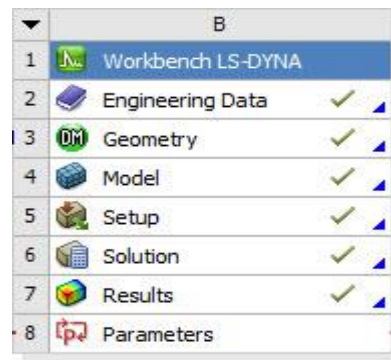 B
1 Workbench LS-DYNA
2 Engineering Data
3 DM Geometry
4 Model
5 Setup
6 Solution
7 Results
8 p Parameters